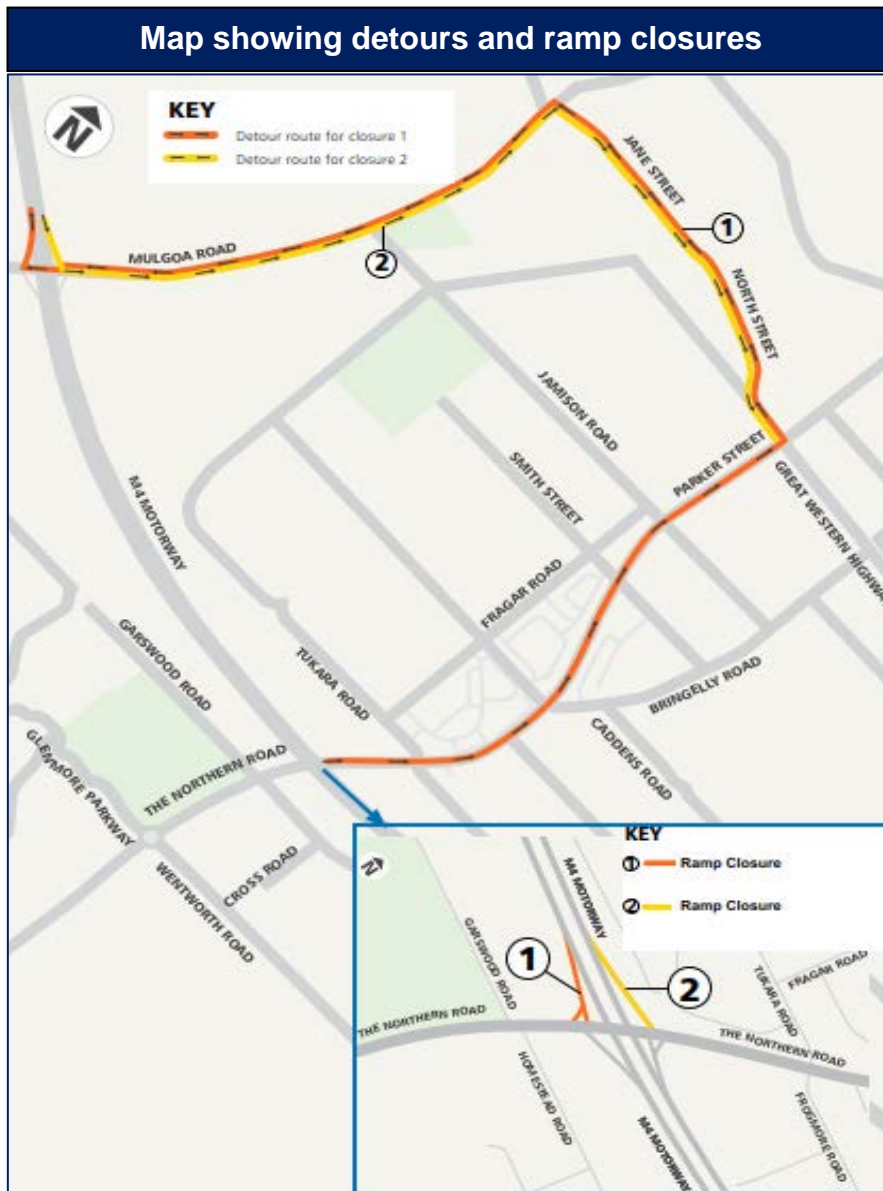 Map showing detours and ramp closures
N
KEY
Detour route for closure 1
Detour route for closure 2
JANE STREET
1
MULGOA ROAD
2
NORTH STREET
JAMISON ROAD
SMITH STREET
PARKER STREET
GREAT WESTERN HIGHWAY
M4 MOTORWAY
FRAGAR ROAD
GARSWOOD ROAD
TUKARA ROAD
BRINGELLY ROAD
CADDENS ROAD
GLENMORE PARKWAY
THE NORTHERN ROAD
CROSS ROAD
WENTWORTH ROAD
KEY
1 Ramp Closure
2 Ramp Closure
N
M4 MOTORWAY
GARSWOOD ROAD
1
2
TUKARA ROAD
FRAGAR ROAD
THE NORTHERN ROAD
THE NORTHERN ROAD
HOMESTEAD ROAD
FROGMORE ROAD
M4 MOTORWAY